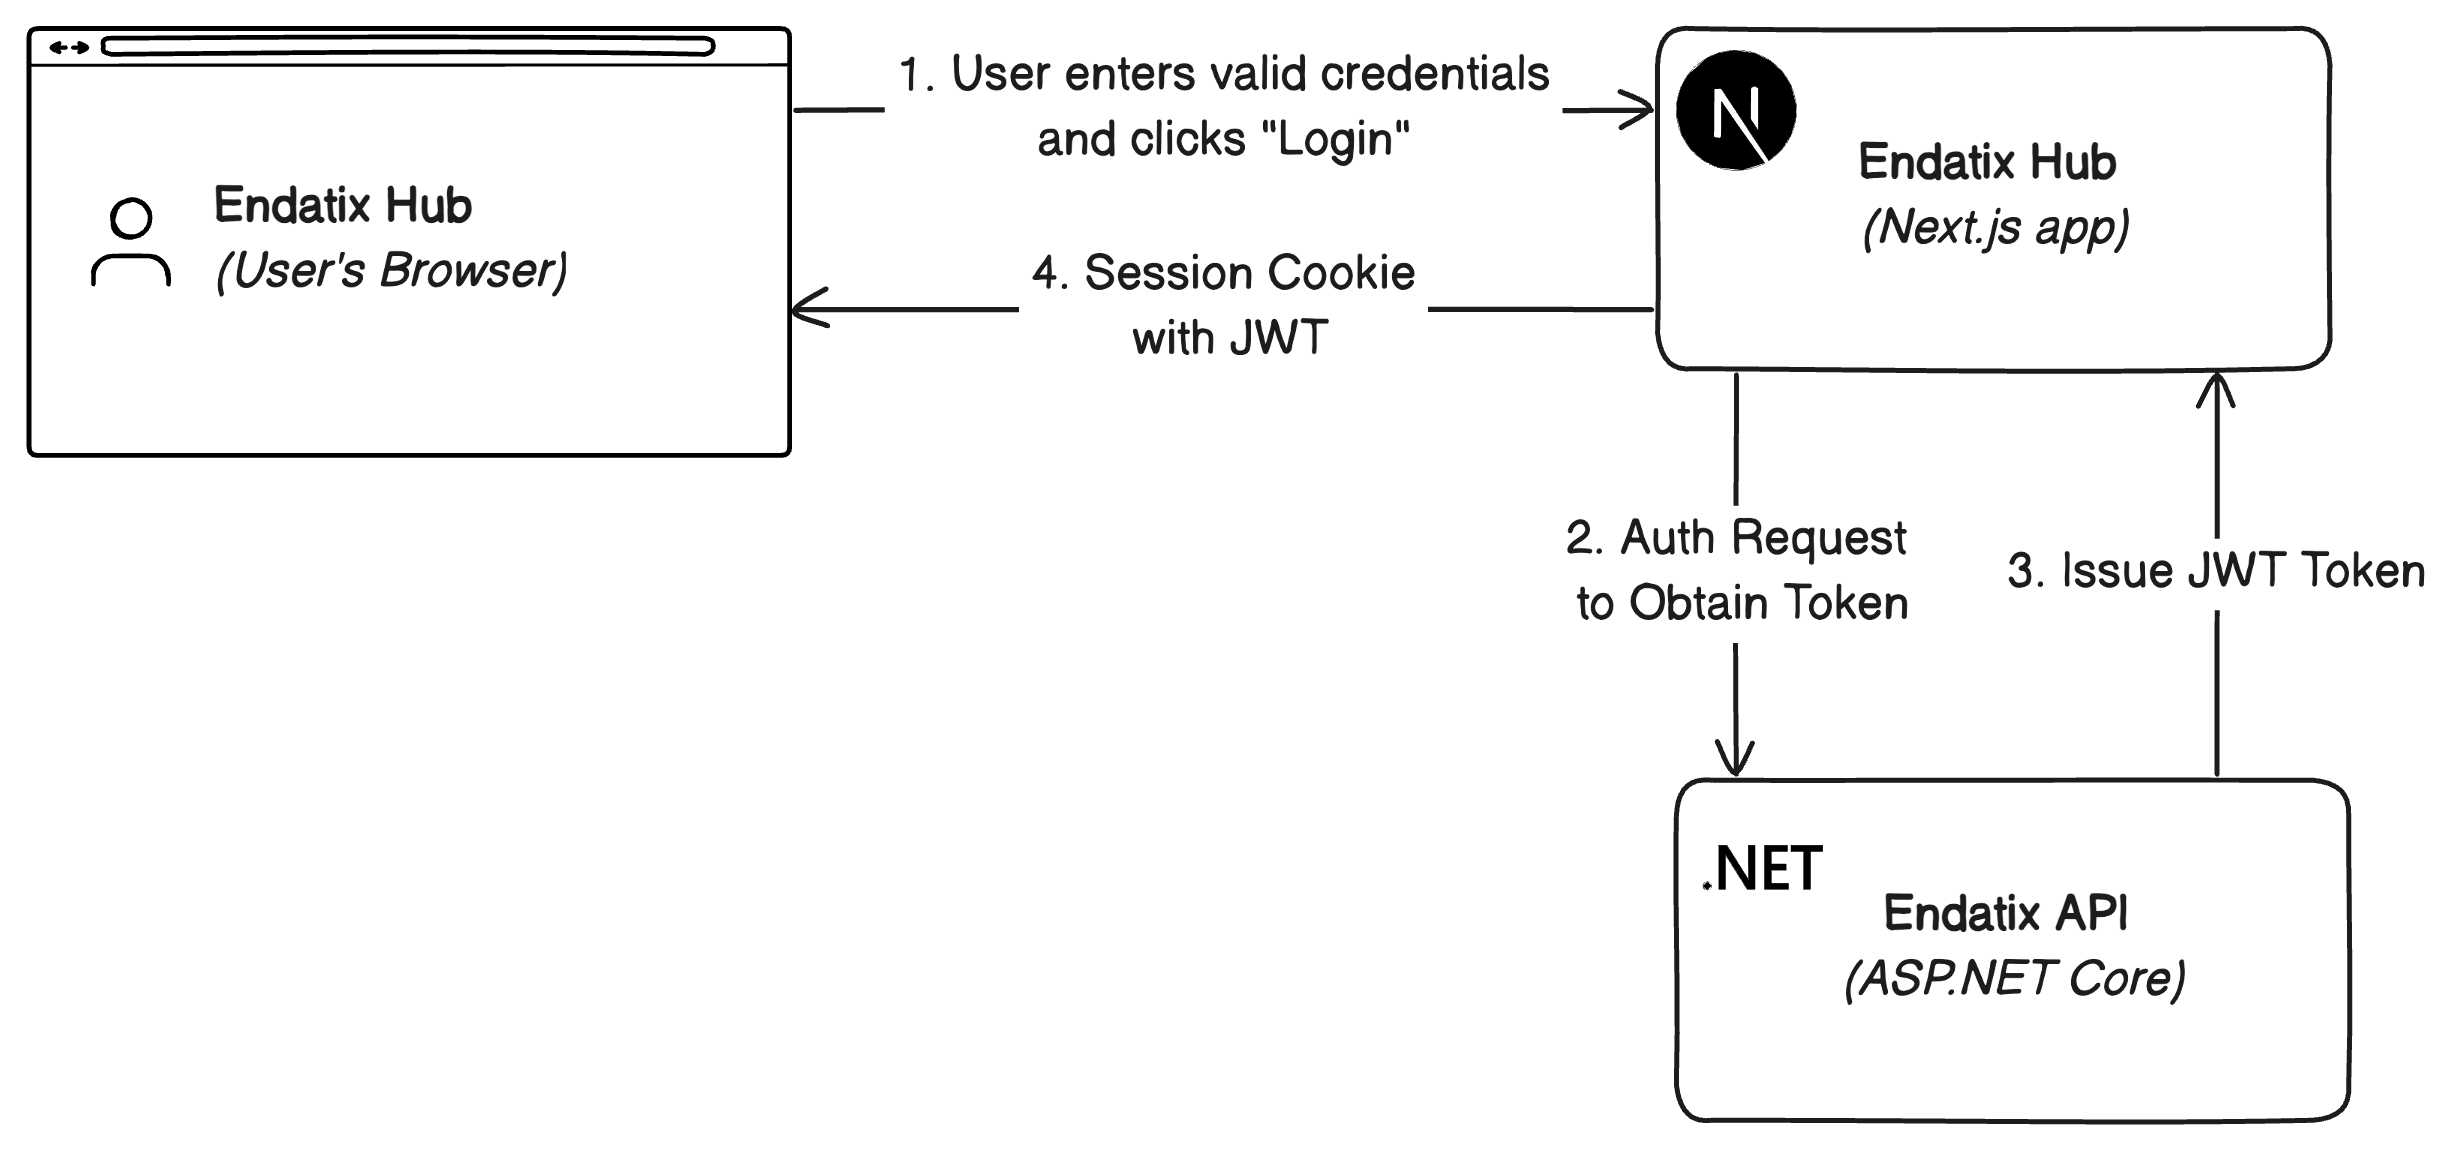 Endatix Hub
(User's Browser)
1. User enters valid credentials
and clicks "Login"
4. Session Cookie
with JWT
N
Endatix Hub
(Next.js app)
2. Auth Request
to Obtain Token
3. Issue JWT Token
.NET
Endatix API
(ASP.NET Core)